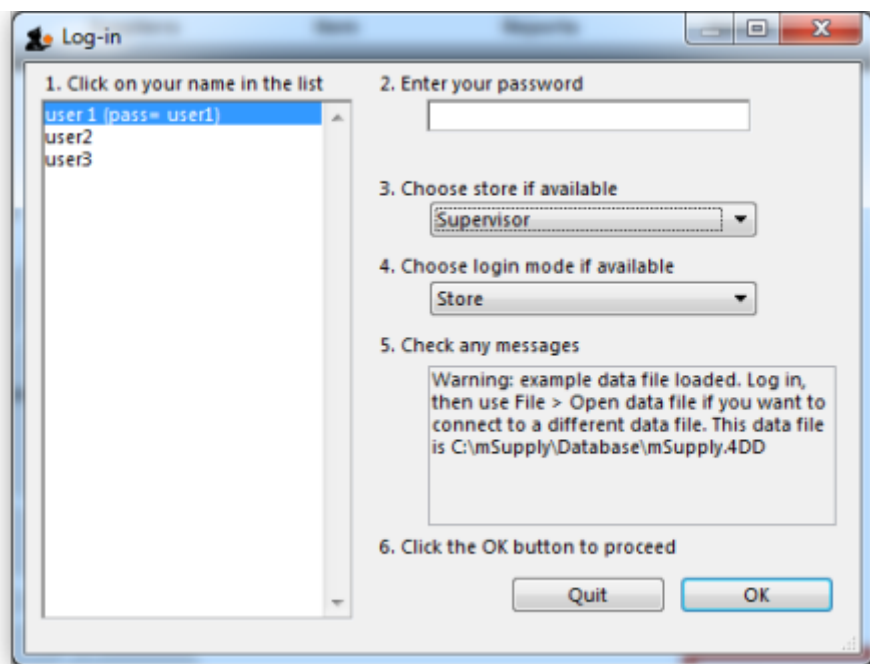 Log-in
1. Click on your name in the list
user 1 (pass= user1)
user2
user3
2. Enter your password
3. Choose store if available
Supervisor
4. Choose login mode if available
Store
5. Check any messages
Warning: example data file loaded. Log in,
then use File > Open data file if you want to
connect to a different data file. This data file
is C:\mSupply\Database\mSupply.4DD
6. Click the OK button to proceed
Quit
OK